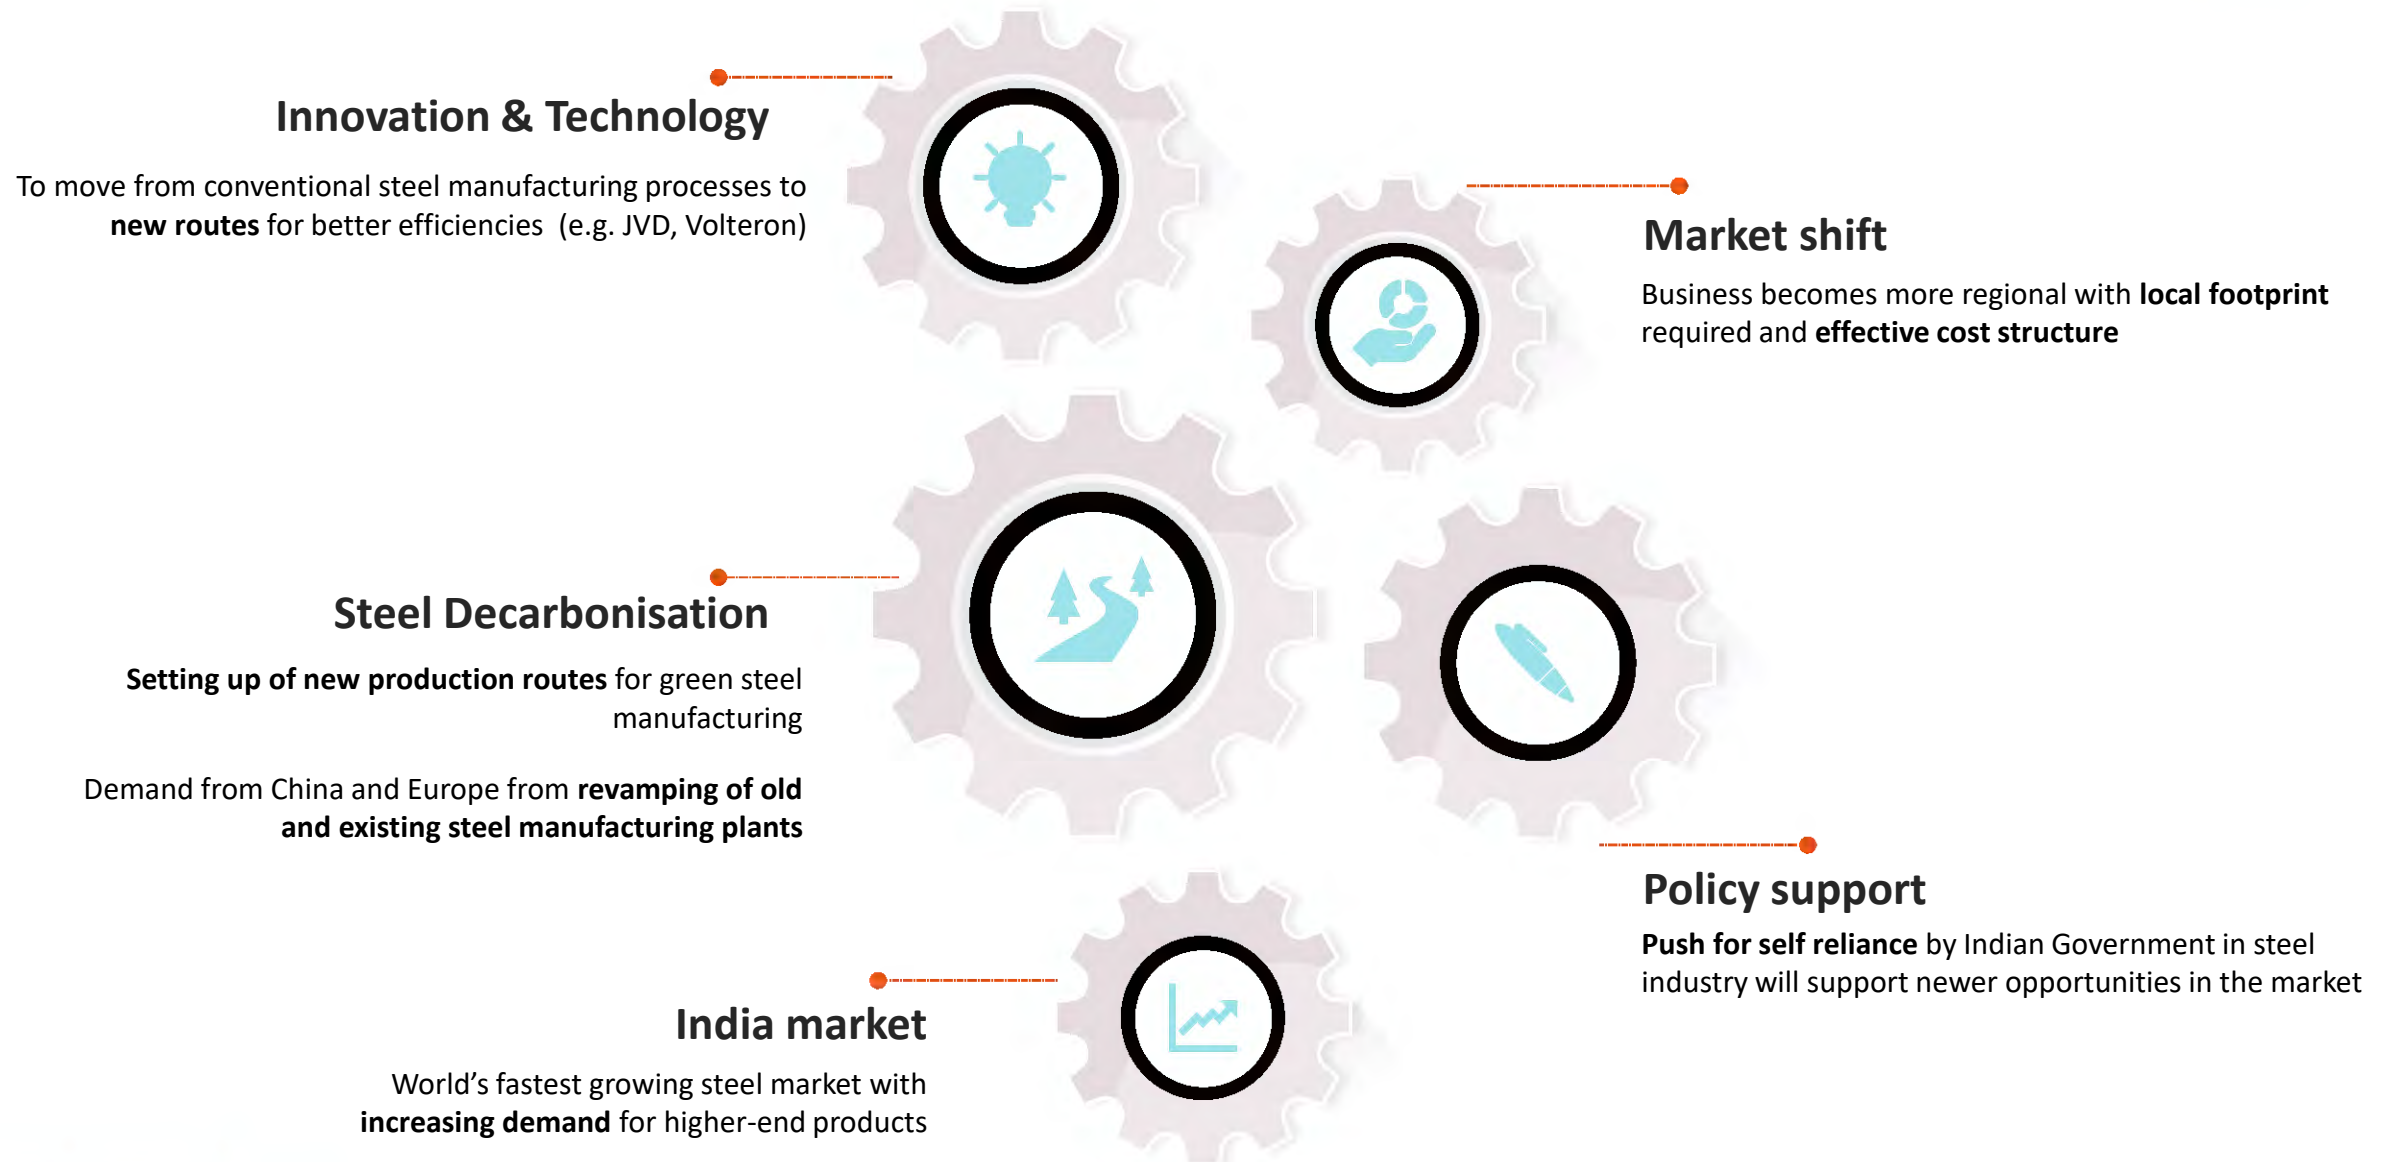 Innovation & Technology
To move from conventional steel manufacturing processes to
new routes for better efficiencies (e.g. JVD, Volteron)
Market shift
Business becomes more regional with local footprint
required and effective cost structure
Steel Decarbonisation
Setting up of new production routes for green steel
manufacturing
Demand from China and Europe from revamping of old
and existing steel manufacturing plants
Policy support
Push for self reliance by Indian Government in steel
industry will support newer opportunities in the market
India market
World’s fastest growing steel market with
increasing demand for higher-end products